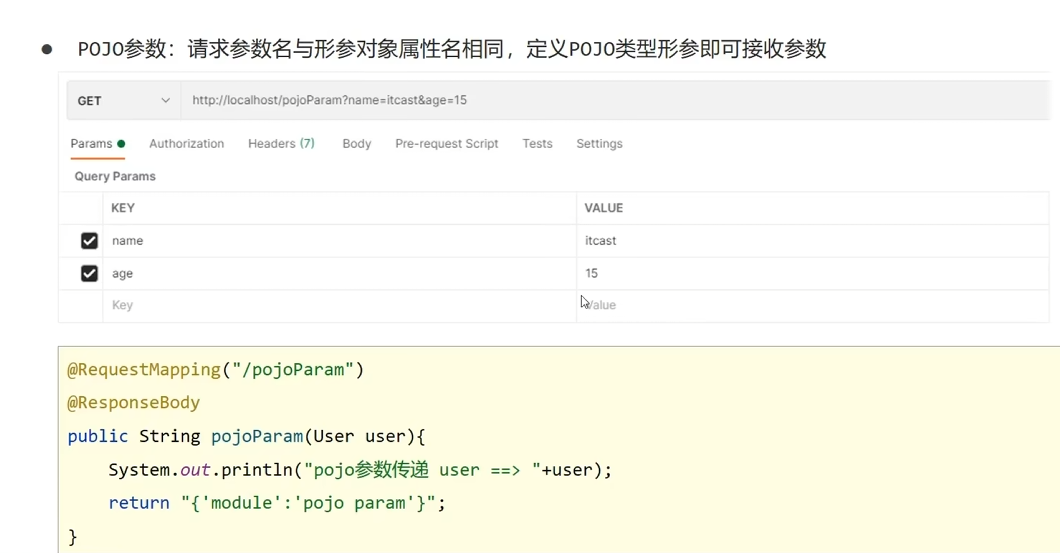 ● POJO参数：请求参数名与形参对象属性名相同，定义POJO类型形参即可接收参数
GET http://localhost/pojoParam?name=itcast&age=15
Params Authorization Headers (7) Body Pre-request Script Tests Settings
Query Params
KEY VALUE
name itcast
age 15
Key Value
@RequestMapping("/pojoParam")
@ResponseBody
public String pojoParam(User user){
    System.out.println("pojo参数传递 user ==> "+user);
    return "{'module':'pojo param'}";
}